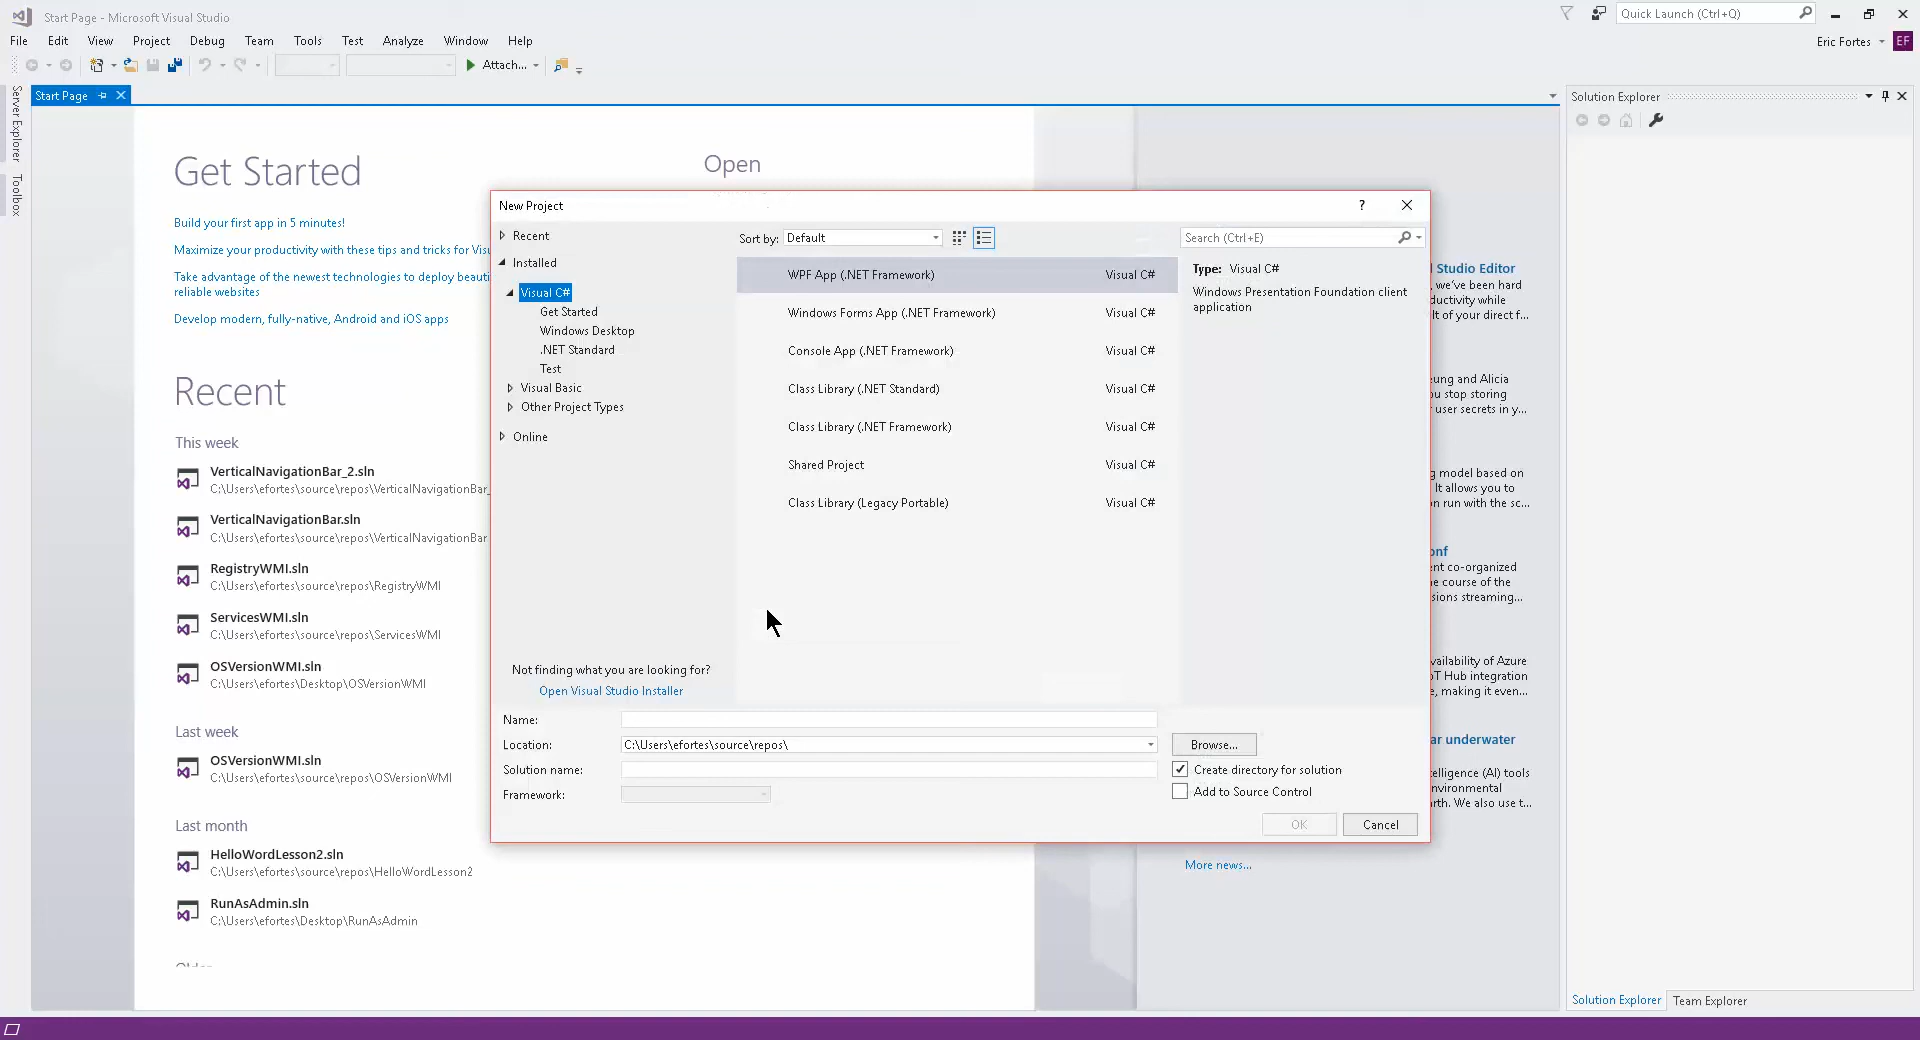 Start Page - Microsoft Visual Studio
Quick Launch (Ctrl+Q)
File Edit View Project Debug Team Tools Test Analyze Window Help
Eric Fortes EF
Attach...
Server Explorer
Toolbox
Start Page
Solution Explorer
Get Started
Build your first app in 5 minutes!
Maximize your productivity with these tips and tricks for Visu
Take advantage of the newest technologies to deploy beauti
reliable websites
Develop modern, fully-native, Android and iOS apps
Recent
This week
VerticalNavigationBar_2.sln
C:\Users\efortes\source\repos\VerticalNavigationBar_
VerticalNavigationBar.sln
C:\Users\efortes\source\repos\VerticalNavigationBar
RegistryWMI.sln
C:\Users\efortes\source\repos\RegistryWMI
ServicesWMI.sln
C:\Users\efortes\source\repos\ServicesWMI
OSVersionWMI.sln
C:\Users\efortes\Desktop\OSVersionWMI
Last week
OSVersionWMI.sln
C:\Users\efortes\source\repos\OSVersionWMI
Last month
HelloWordLesson2.sln
C:\Users\efortes\source\repos\HelloWordLesson2
RunAsAdmin.sln
C:\Users\efortes\Desktop\RunAsAdmin
Open
New Project
?
Recent
Installed
Visual C#
Get Started
Windows Desktop
.NET Standard
Test
Visual Basic
Other Project Types
Online
Not finding what you are looking for?
Open Visual Studio Installer
Sort by: Default
WPF App (.NET Framework) Visual C#
Windows Forms App (.NET Framework) Visual C#
Console App (.NET Framework) Visual C#
Class Library (.NET Standard) Visual C#
Class Library (.NET Framework) Visual C#
Shared Project Visual C#
Class Library (Legacy Portable) Visual C#
Search (Ctrl+E)
Type: Visual C#
Windows Presentation Foundation client
application
Name:
Location: C:\Users\efortes\source\repos\
Browse...
Solution name:
Create directory for solution
Framework:
Add to Source Control
OK
Cancel
l Studio Editor
, we've been hard
ductivity while
lt of your direct f...
eung and Alicia
ou stop storing
r user secrets in y...
g model based on
It allows you to
on run with the sc...
onf
ent co-organized
he course of the
sions streaming...
vailability of Azure
oT Hub integration
e, making it even...
ar underwater
telligence (AI) tools
nvironmental
arth. We also use t...
More news...
Solution Explorer
Team Explorer